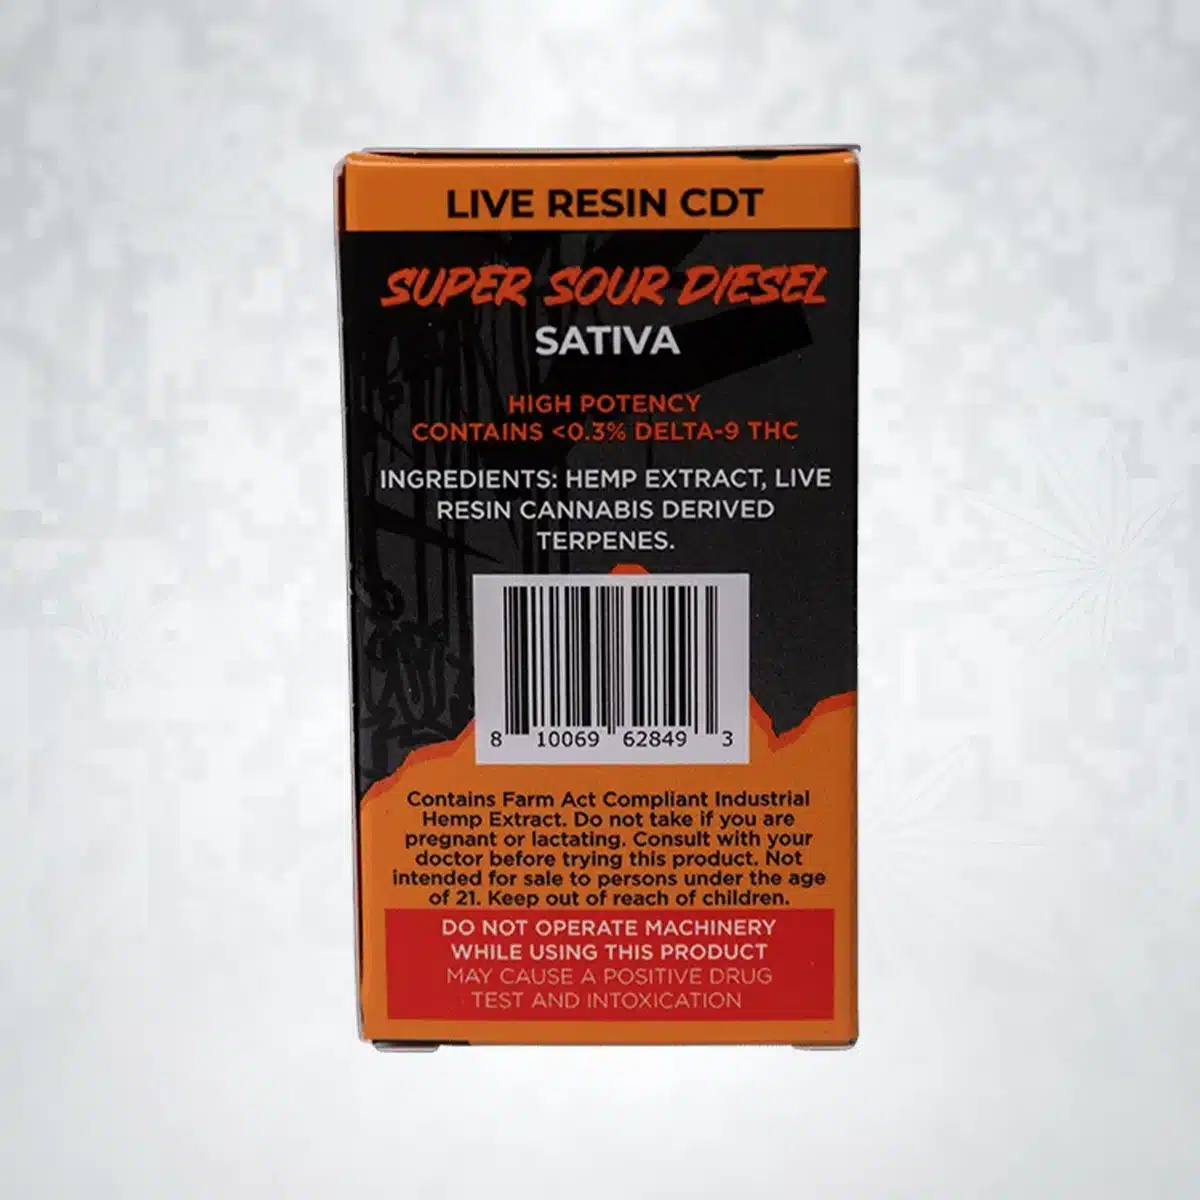 LIVE RESIN CDT
SUPER SOUR DIESEL
SATIVA
HIGH POTENCY
CONTAINS <0.3% DELTA-9 THC
INGREDIENTS: HEMP EXTRACT, LIVE
RESIN CANNABIS DERIVED
TERPENES.
8 10069 62849 3
Contains Farm Act Compliant Industrial
Hemp Extract. Do not take if you are
pregnant or lactating. Consult with your
doctor before trying this product. Not
intended for sale to persons under the age
of 21. Keep out of reach of children.
DO NOT OPERATE MACHINERY
WHILE USING THIS PRODUCT
MAY CAUSE A POSITIVE DRUG
TEST AND INTOXICATION